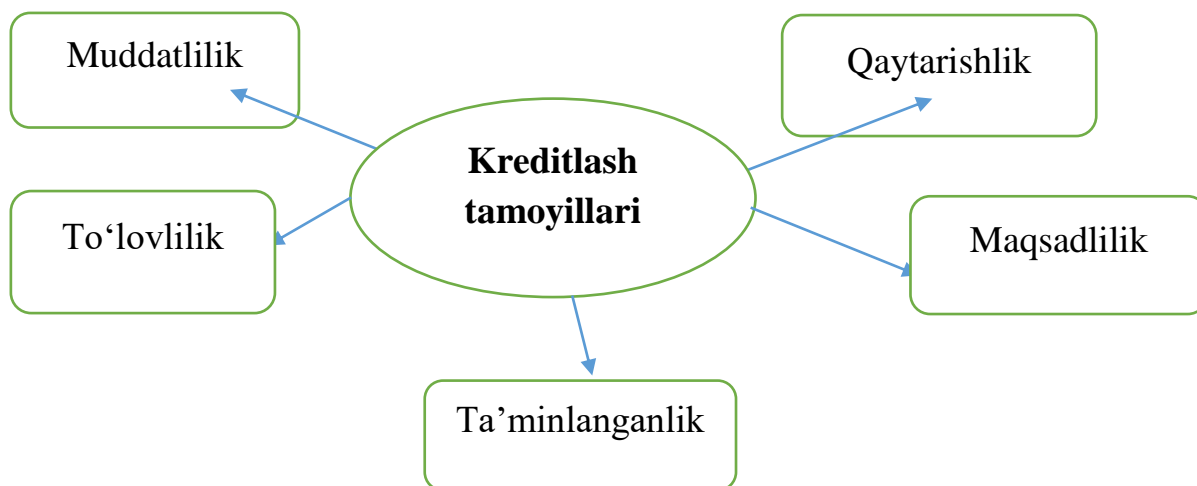 Muddatlilik
Qaytarishlik
Kreditlash
tamoyillari
To‘lovlilik
Maqsadlilik
Ta’minlanganlik